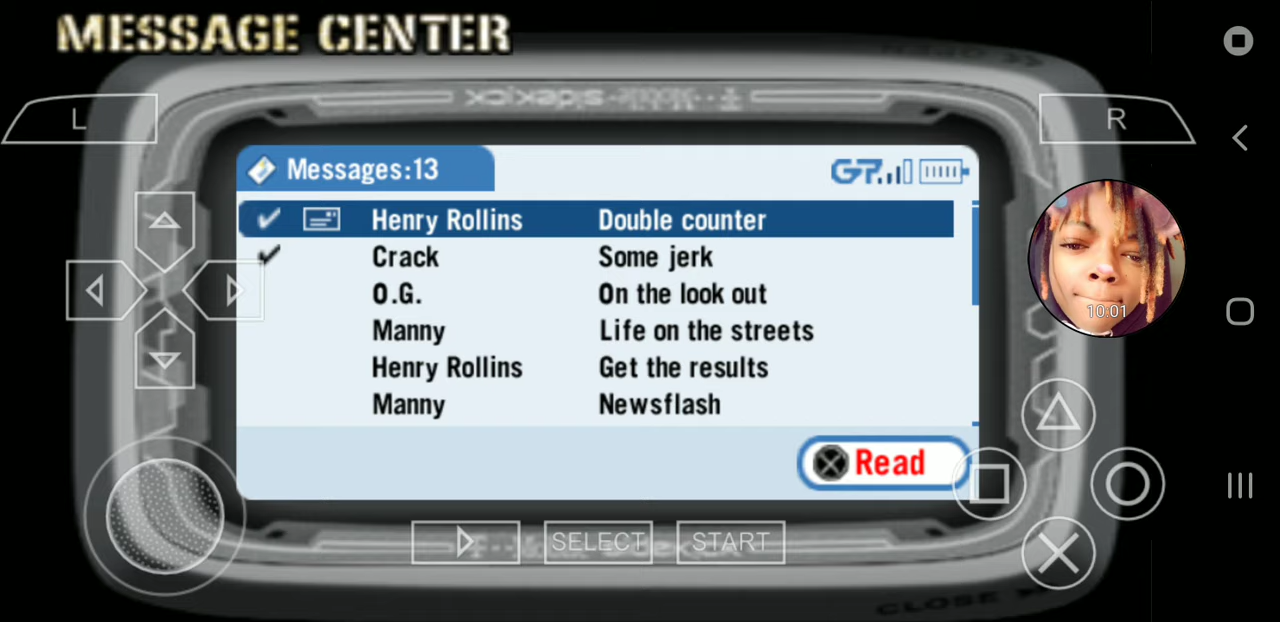 MESSAGE CENTER
L
R
Messages:13
Henry Rollins Double counter
Crack Some jerk
O.G. On the look out
Manny Life on the streets
Henry Rollins Get the results
Manny Newsflash
10:01
Read
SELECT
START
CLOSE